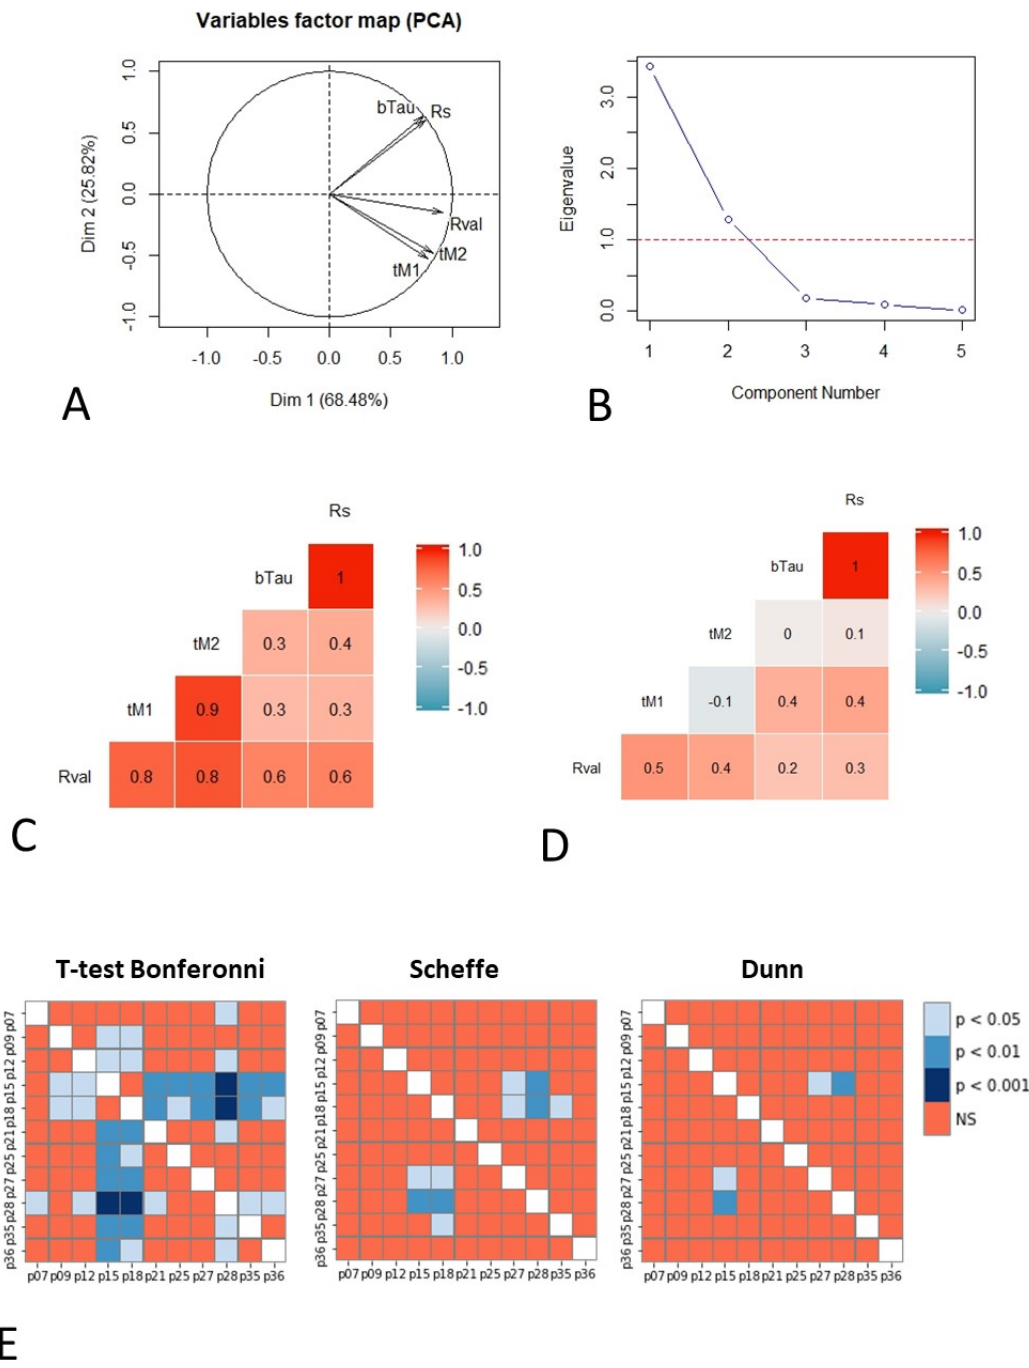 Variables factor map (PCA)
1.0
0.5
0.0
-0.5
-1.0
Dim 2 (25.82%)
bTau
Rs
Rval
tM2
tM1
-1.0 -0.5 0.0 0.5 1.0
Dim 1 (68.48%)
A
3.0
2.0
1.0
0.0
Eigenvalue
1 2 3 4 5
Component Number
B
Rs
bTau 1
tM2 0.3 0.4
tM1 0.9 0.3 0.3
Rval 0.8 0.8 0.6 0.6
1.0
0.5
0.0
-0.5
-1.0
C
Rs
bTau 1
tM2 0 0.1
tM1 -0.1 0.4 0.4
Rval 0.5 0.4 0.2 0.3
1.0
0.5
0.0
-0.5
-1.0
D
T-test Bonferonni
p36 p35 p28 p27 p25 p21 p18 p15 p12 p09 p07
p07 p09 p12 p15 p18 p21 p25 p27 p28 p35 p36
Scheffe
p36 p35 p28 p27 p25 p21 p18 p15 p12 p09 p07
p07 p09 p12 p15 p18 p21 p25 p27 p28 p35 p36
Dunn
p36 p35 p28 p27 p25 p21 p18 p15 p12 p09 p07
p07 p09 p12 p15 p18 p21 p25 p27 p28 p35 p36
p < 0.05
p < 0.01
p < 0.001
NS
E